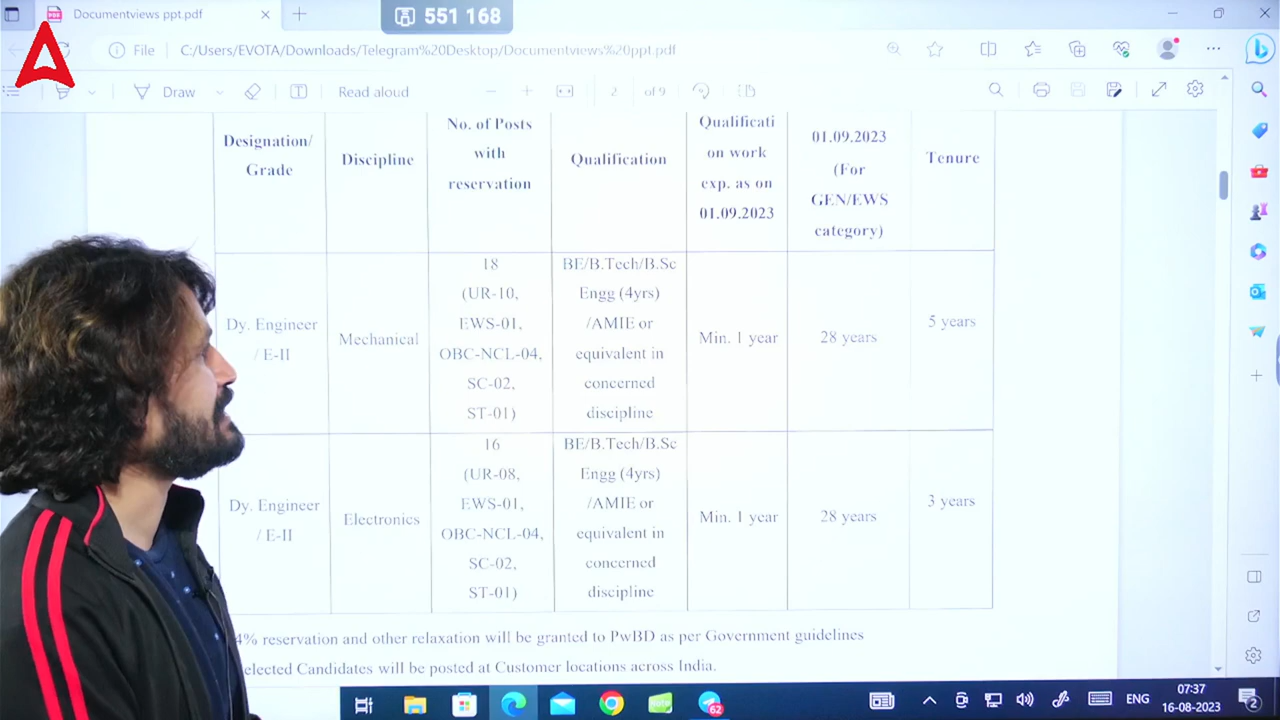 Documentviews ppt.pdf
551 168
File
C:/Users/EVOTA/Downloads/Telegram%20Desktop/Documentviews%20ppt.pdf
Draw
Read aloud
2
of 9
Designation/
Grade
Discipline
No. of Posts
with
reservation
Qualification
Qualificati
on work
exp. as on
01.09.2023
01.09.2023
(For
GEN/EWS
category)
Tenure
Dy. Engineer
/ E-II
Mechanical
18
(UR-10,
EWS-01,
OBC-NCL-04,
SC-02,
ST-01)
BE/B.Tech/B.Sc
Engg (4yrs)
/AMIE or
equivalent in
concerned
discipline
Min. 1 year
28 years
5 years
Dy. Engineer
/ E-II
Electronics
16
(UR-08,
EWS-01,
OBC-NCL-04,
SC-02,
ST-01)
BE/B.Tech/B.Sc
Engg (4yrs)
/AMIE or
equivalent in
concerned
discipline
Min. 1 year
28 years
3 years
4% reservation and other relaxation will be granted to PwBD as per Government guidelines
elected Candidates will be posted at Customer locations across India.
62
ENG
07:37
16-08-2023
2